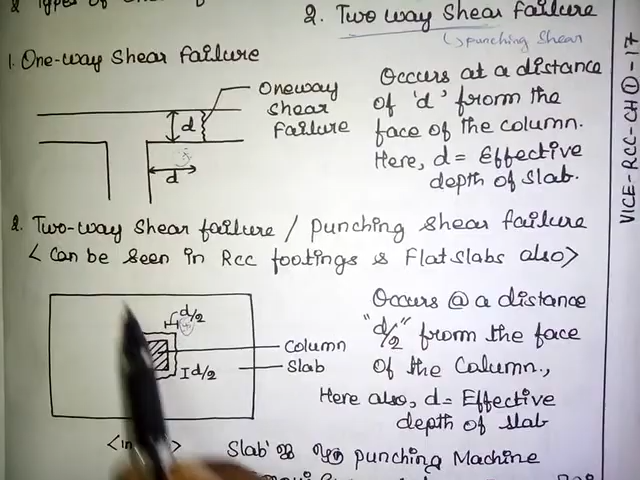 2. Two way Shear failure
↳ punching shear
1. One-way shear failure
Oneway
shear
failure
d
d
Occurs at a distance
of 'd' from the
face of the column.
Here, d = Effective
depth of slab.
VICE-RCC-CH①-17
2. Two-way Shear failure / punching shear failure
< Can be seen in Rcc footings & Flat slabs also>
d/2
d/2
Column
Slab
Occurs @ a distance
"d/2" from the face
of the Column.,
Here also, d = Effective
depth of slab
Slab punching Machine